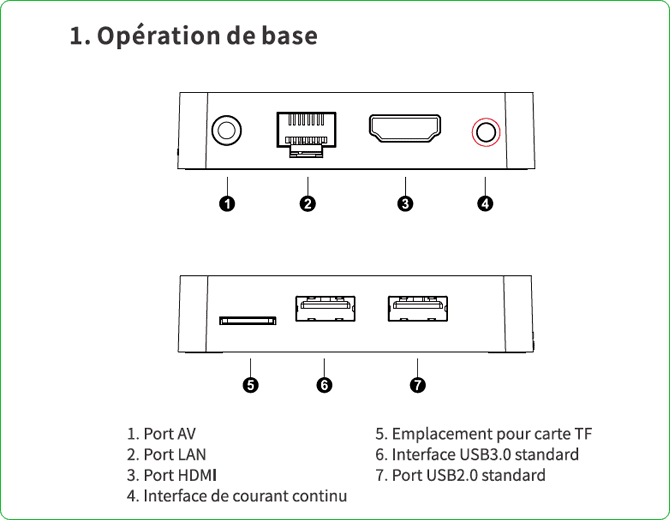 1. Opération de base
1 2 3 4
5 6 7
1. Port AV
2. Port LAN
3. Port HDMI
4. Interface de courant continu
5. Emplacement pour carte TF
6. Interface USB3.0 standard
7. Port USB2.0 standard